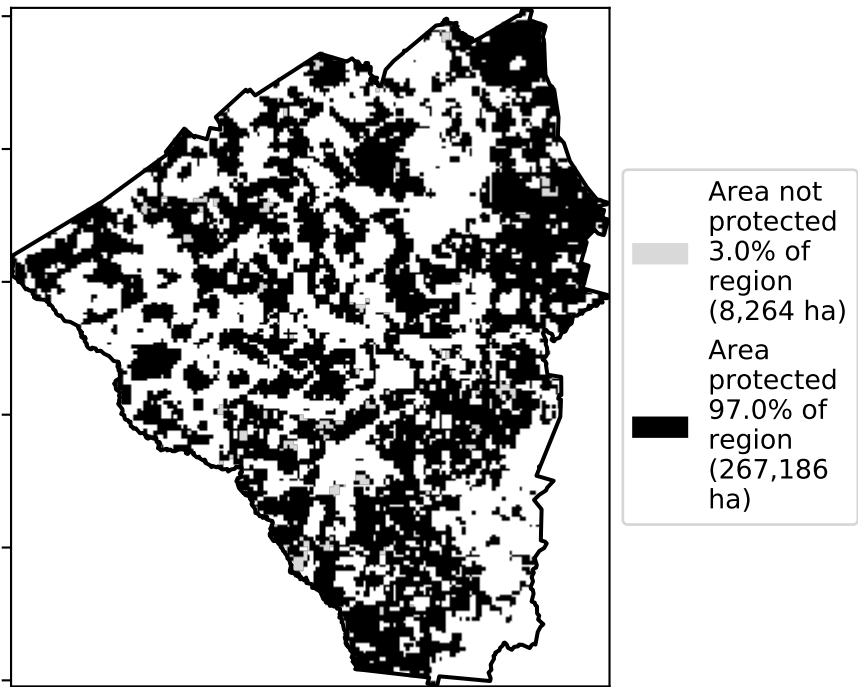 Area not
protected
3.0% of
region
(8,264 ha)
Area
protected
97.0% of
region
(267,186
ha)